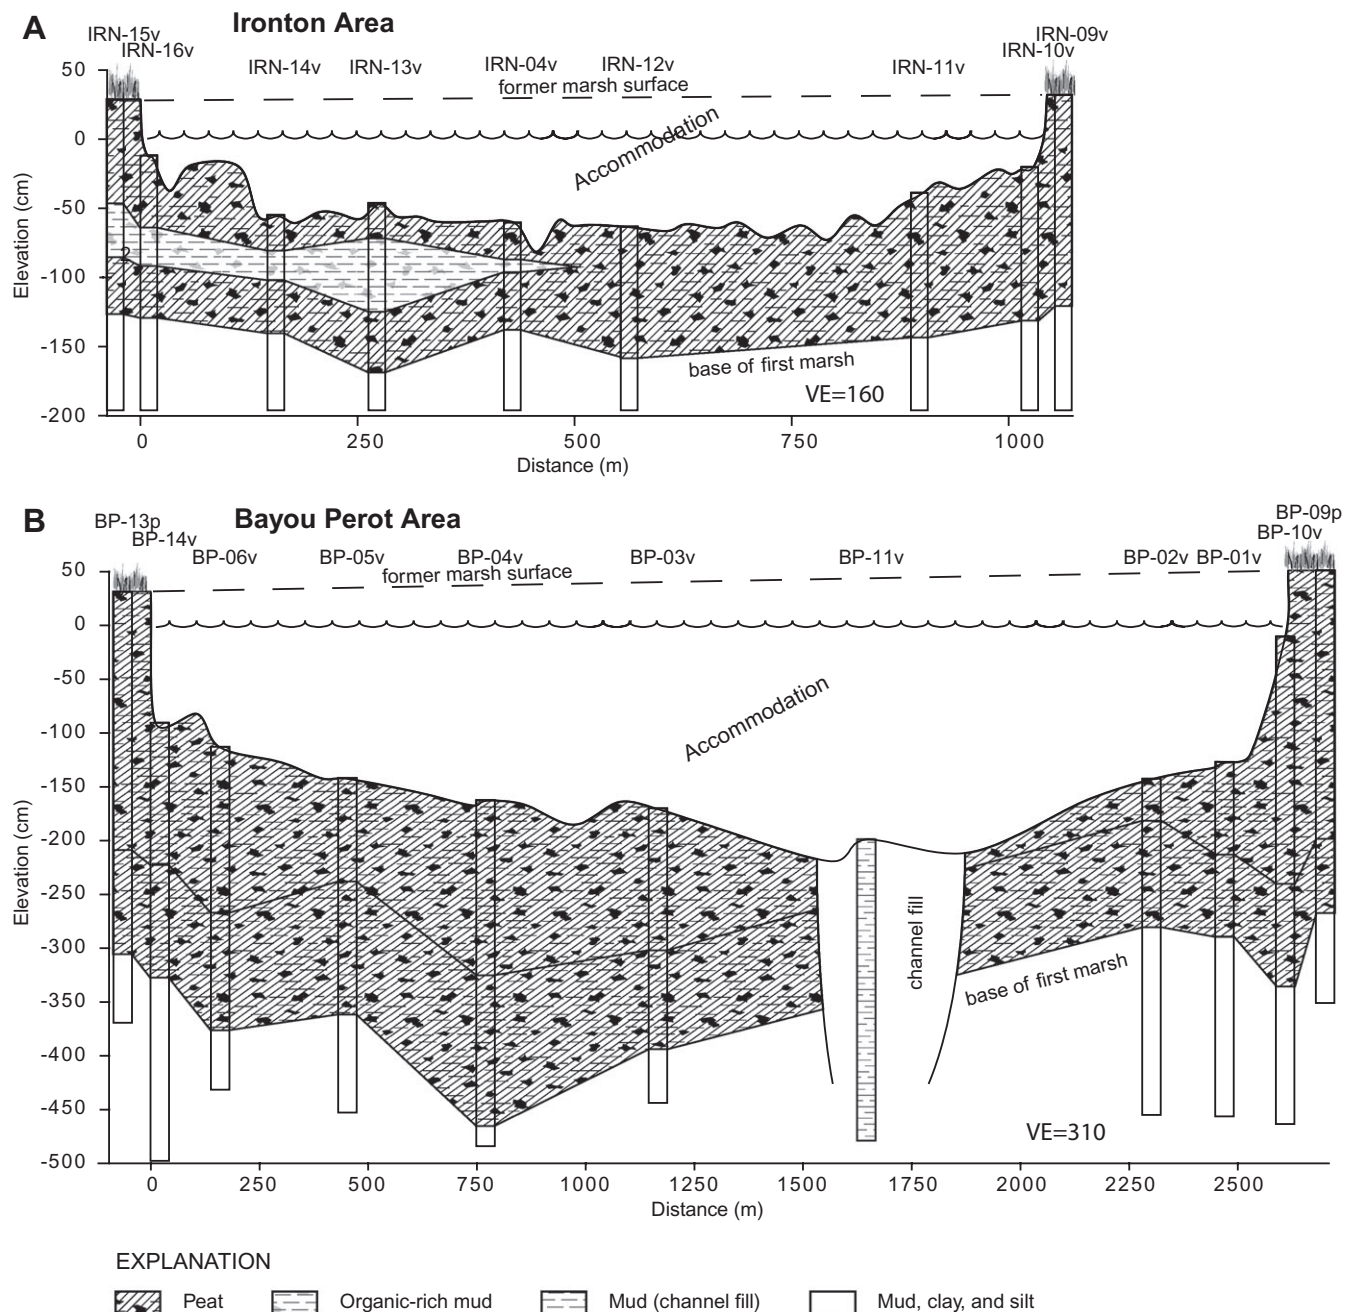 A
Ironton Area
IRN-15v
IRN-16v
IRN-14v
IRN-13v
IRN-04v
IRN-12v
IRN-11v
IRN-10v
IRN-09v
former marsh surface
Accommodation
50
0
-50
-100
-150
-200
Elevation (cm)
?
base of first marsh
VE=160
0
250
500
750
1000
Distance (m)
B
Bayou Perot Area
BP-13p
BP-14v
BP-06v
BP-05v
BP-04v
BP-03v
BP-11v
BP-02v
BP-01v
BP-10v
BP-09p
former marsh surface
Accommodation
50
0
-50
-100
-150
-200
-250
-300
-350
-400
-450
-500
Elevation (cm)
channel fill
base of first marsh
VE=310
0
250
500
750
1000
1250
1500
1750
2000
2250
2500
Distance (m)
EXPLANATION
Peat
Organic-rich mud
Mud (channel fill)
Mud, clay, and silt